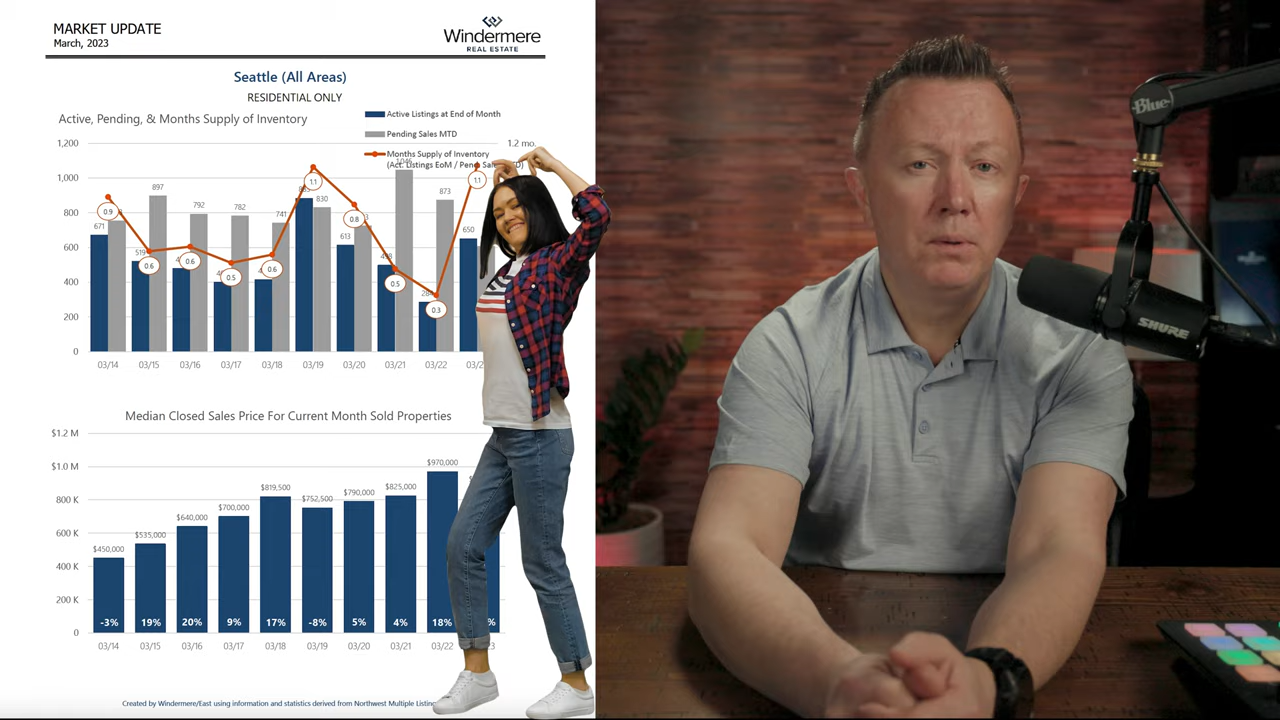 MARKET UPDATE
March, 2023
Windermere
REAL ESTATE
Seattle (All Areas)
RESIDENTIAL ONLY
Active, Pending, & Months Supply of Inventory
Active Listings at End of Month
Pending Sales MTD
Months Supply of Inventory
(Act. Listings EoM / Pend
1.2 mo.
1,200
1,000
800
600
400
200
0
671
897
792
782
741
830
613
873
650
0.9
0.6
0.6
0.5
0.6
1.1
0.8
0.5
0.3
1.1
03/14
03/15
03/16
03/17
03/18
03/19
03/20
03/21
03/22
Median Closed Sales Price For Current Month Sold Properties
$1.2 M
$1.0 M
800 K
600 K
400 K
200 K
0
$450,000
$535,000
$640,000
$700,000
$819,500
$752,500
$790,000
$825,000
$970,000
-3%
19%
20%
9%
17%
-8%
5%
4%
18%
%
03/14
03/15
03/16
03/17
03/18
03/19
03/20
03/21
03/22
23
Created by Windermere/East using information and statistics derived from Northwest Multiple
Blue
SHURE